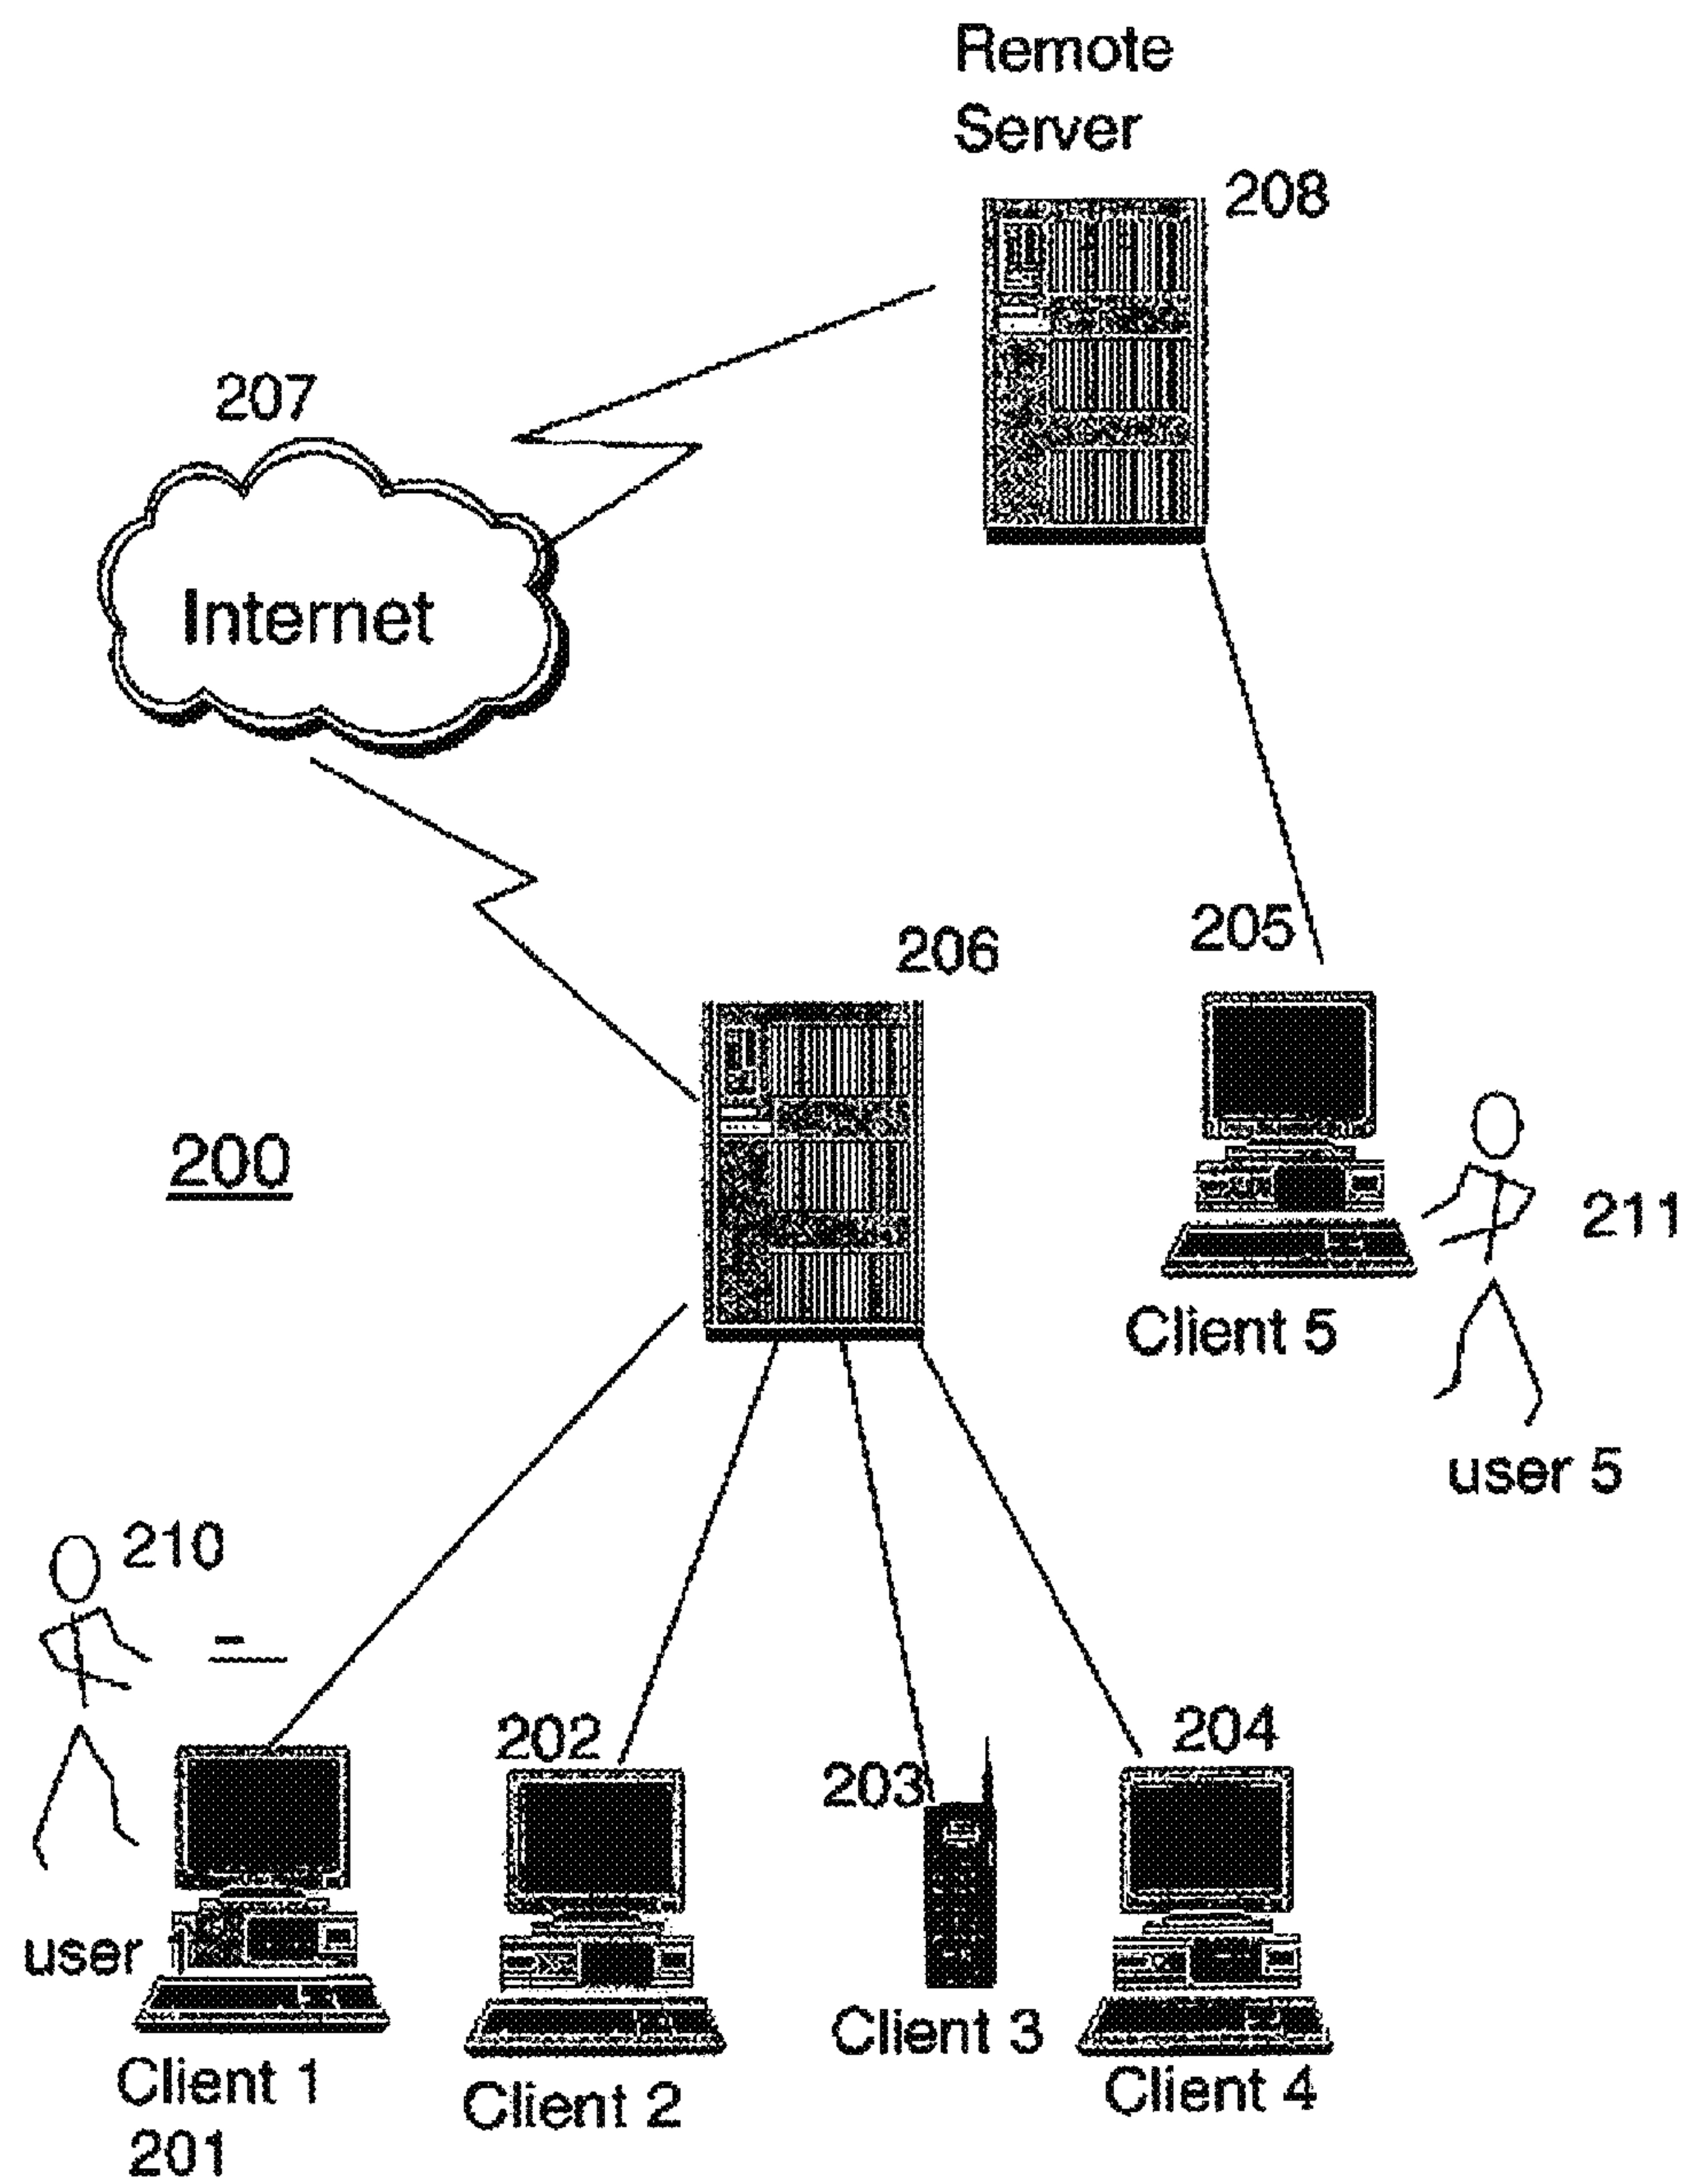 Remote
Server
208
207
Internet
206
205
200
211
Client 5
user 5
210
202
204
203
user 1
Client 3
Client 1
Client 2
Client 4
201